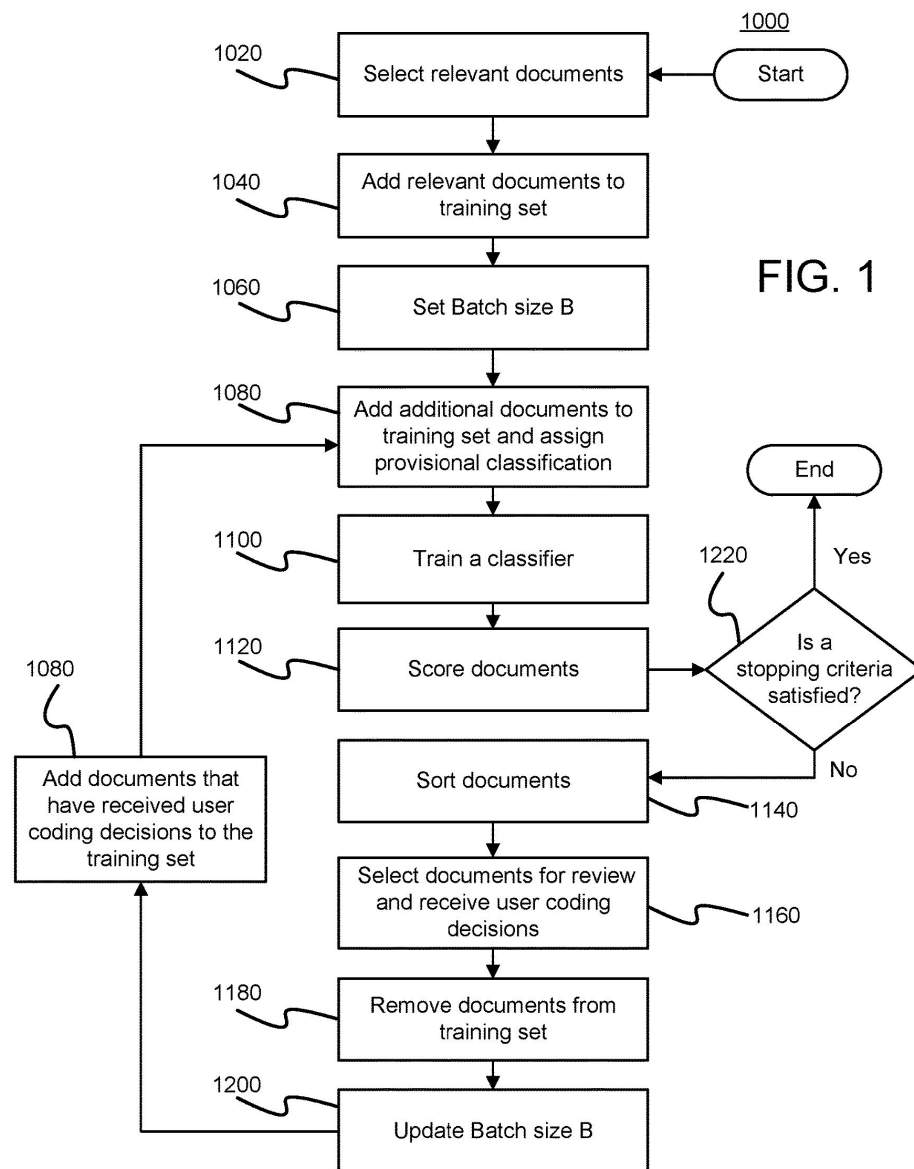 1000
1020
Select relevant documents
Start
1040
Add relevant documents to
training set
1060
Set Batch size B
FIG. 1
1080
Add additional documents to
training set and assign
provisional classification
End
1100
Train a classifier
1220
Yes
1120
Score documents
Is a
stopping criteria
satisfied?
1080
Add documents that
have received user
coding decisions to the
training set
No
Sort documents
1140
Select documents for review
and receive user coding
decisions
1160
1180
Remove documents from
training set
1200
Update Batch size B